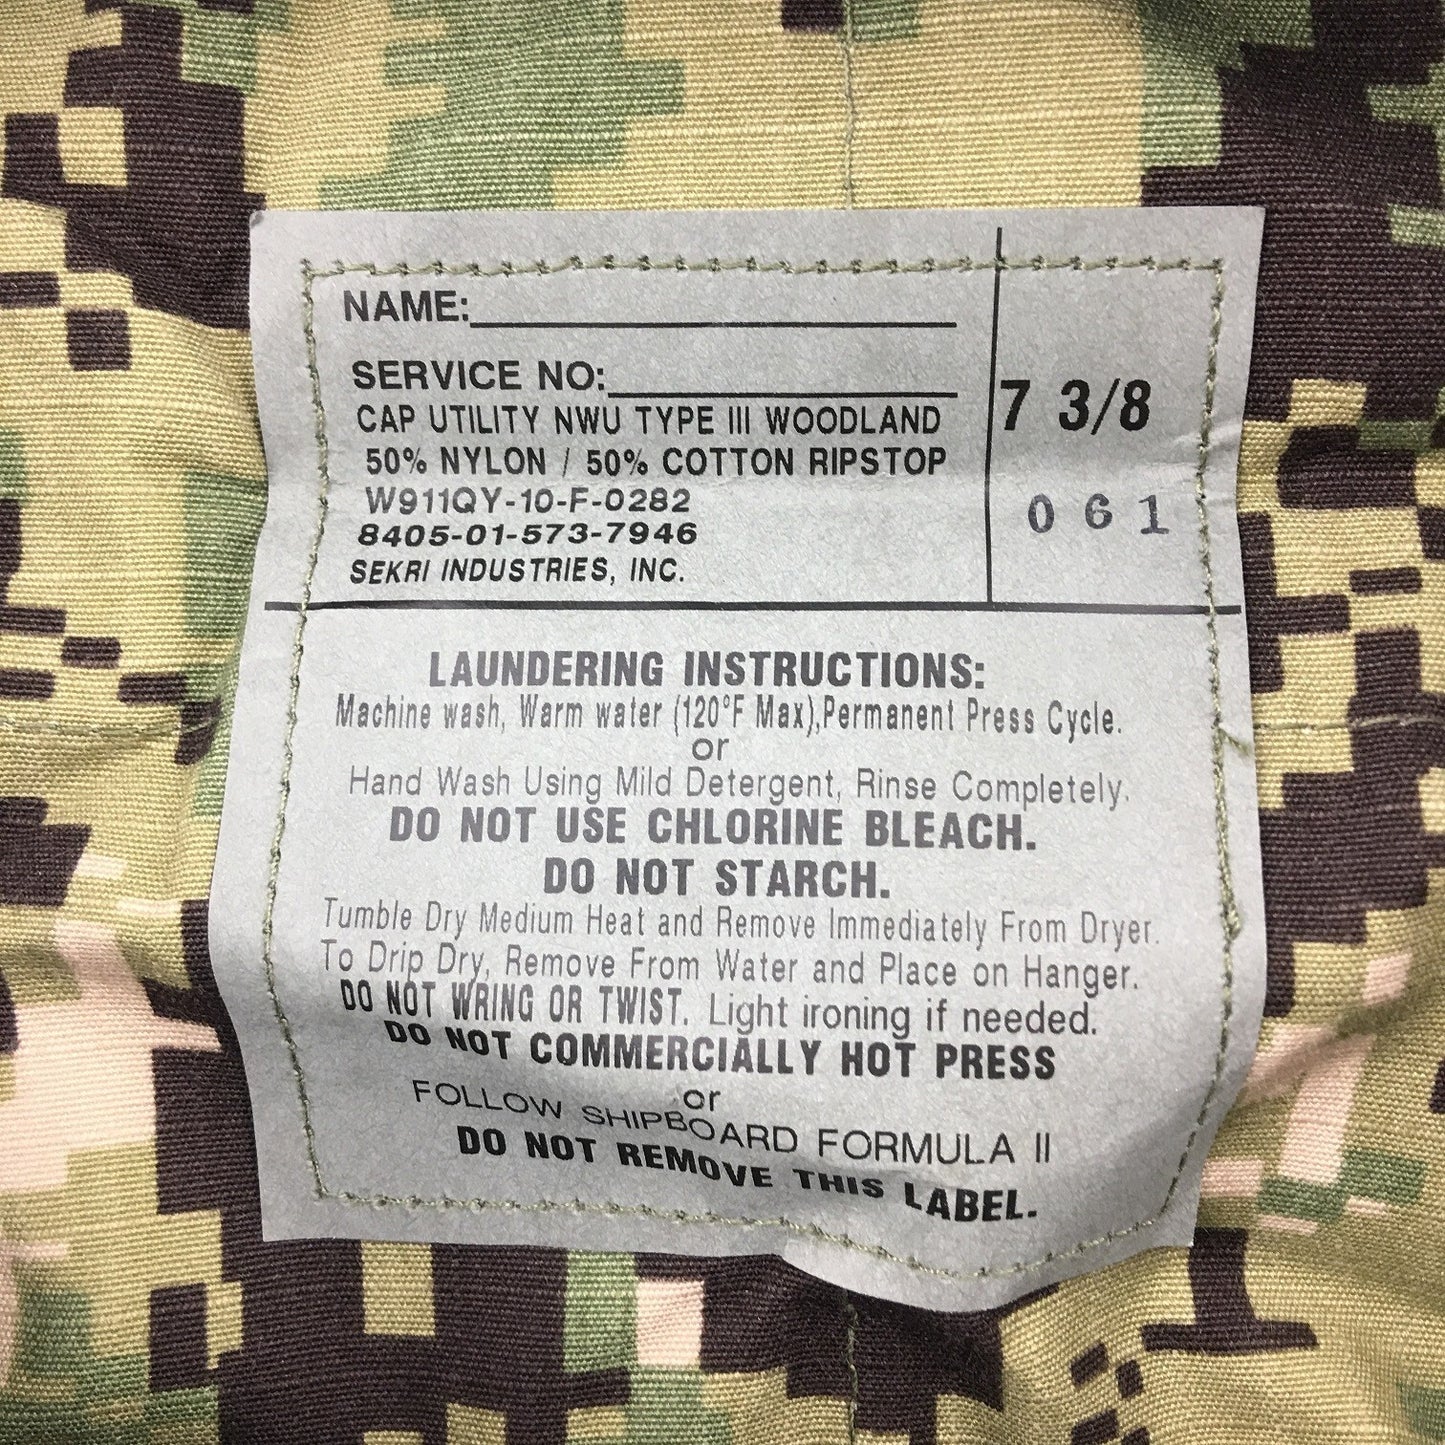 NAME:
SERVICE NO:
CAP UTILITY NWU TYPE III WOODLAND
50% NYLON / 50% COTTON RIPSTOP
W911QY-10-F-0282
8405-01-573-7946
SEKRI INDUSTRIES, INC.
7 3/8
061
LAUNDERING INSTRUCTIONS:
Machine wash, Warm water (120°F Max),Permanent Press Cycle.
or
Hand Wash Using Mild Detergent, Rinse Completely.
DO NOT USE CHLORINE BLEACH.
DO NOT STARCH.
Tumble Dry Medium Heat and Remove Immediately From Dryer.
To Drip Dry, Remove From Water and Place on Hanger.
DO NOT WRING OR TWIST. Light ironing if needed.
DO NOT COMMERCIALLY HOT PRESS
or
FOLLOW SHIPBOARD FORMULA II
DO NOT REMOVE THIS LABEL.